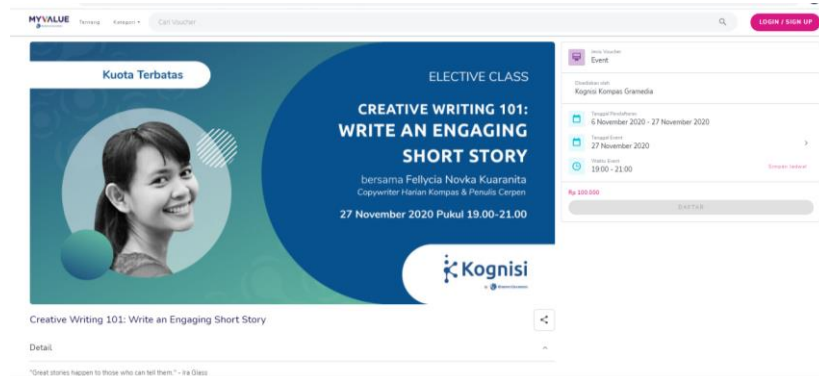 MYVALUE
Tentang
Kategori
Cari Voucher
LOGIN / SIGN UP
Kuota Terbatas
ELECTIVE CLASS
CREATIVE WRITING 101:
WRITE AN ENGAGING
SHORT STORY
bersama Fellycia Novka Kuaranita
Copywriter Harian Kompas & Penulis Cerpen
27 November 2020 Pukul 19.00-21.00
Kognisi
by
Creative Writing 101: Write an Engaging Short Story
Detail
"Great stories happen to those who can tell them." - Ira Glass
Jenis Voucher
Event
Disediakan oleh
Kognisi Kompas Gramedia
Tanggal Pendaftaran
6 November 2020 - 27 November 2020
Tanggal Event
27 November 2020
Waktu Event
19:00 - 21:00
Rp 100.000
DAFTAR